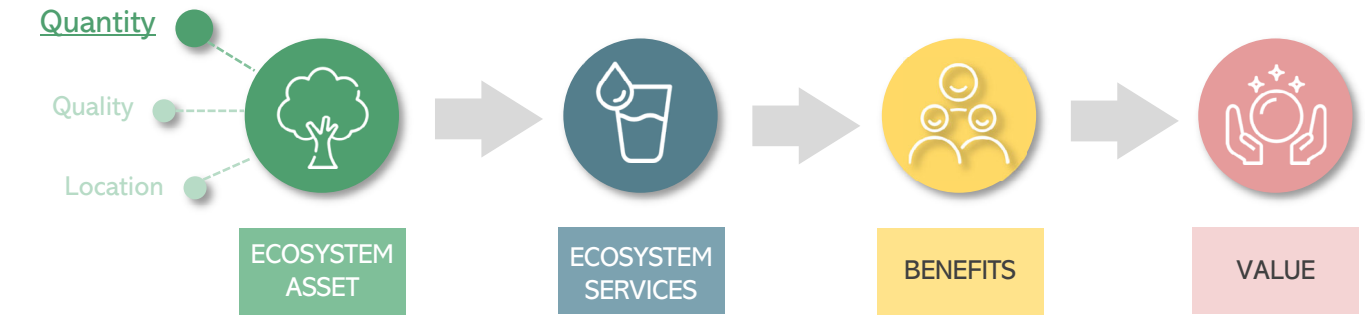 Quantity
Quality
Location
ECOSYSTEM
ASSET
ECOSYSTEM
SERVICES
BENEFITS
VALUE